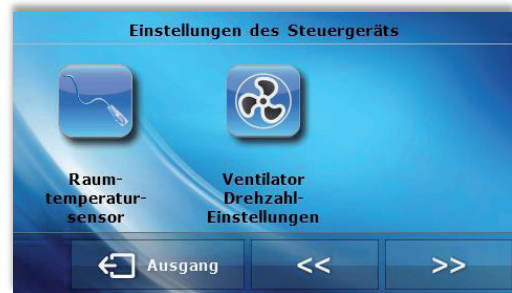 Einstellungen des Steuergeräts
Raum-
temperatur-
sensor
Ventilator
Drehzahl-
Einstellungen
Ausgang
<<
>>